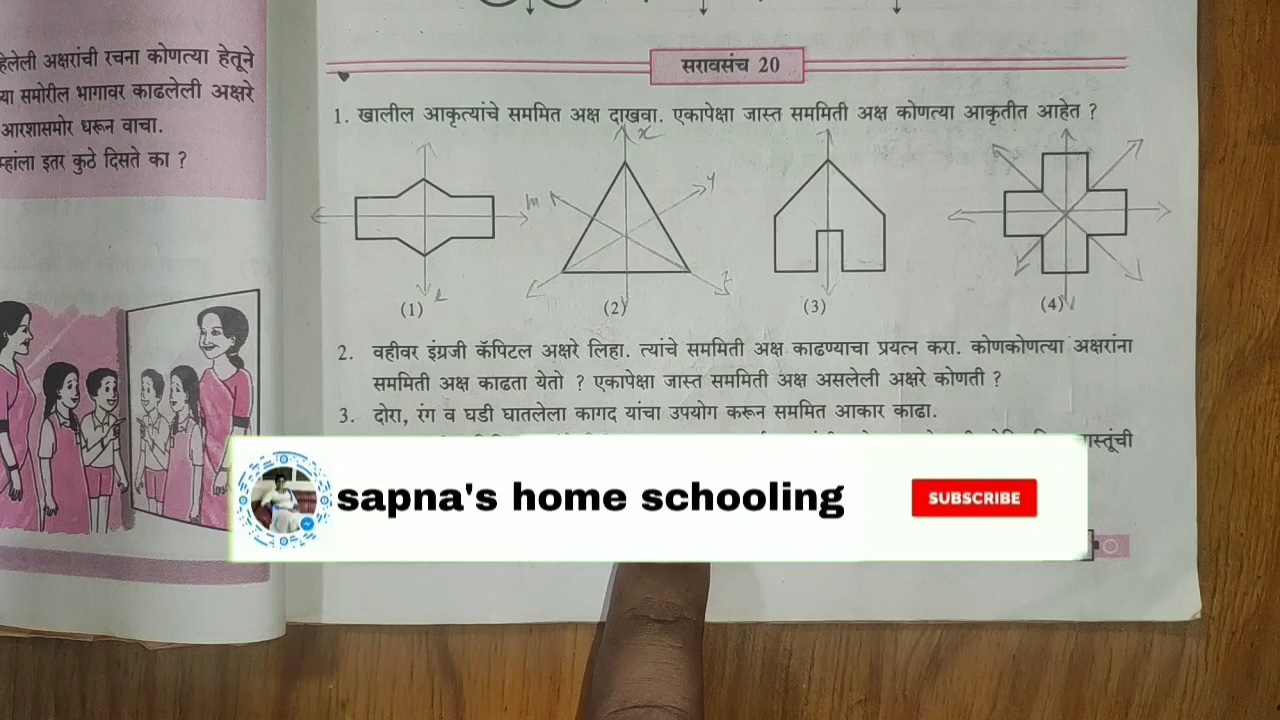 हेलेली अक्षरांची रचना कोणत्या हेतूने
या समोरील भागावर काढलेली अक्षरे
आरशासमोर धरून वाचा.
म्हांला इतर कुठे दिसते का ?
सरावसंच 20
1. खालील आकृत्यांचे सममित अक्ष दाखवा. एकापेक्षा जास्त सममिती अक्ष कोणत्या आकृतीत आहेत ?
x
m
y
z
l
(1)
(2)
(3)
(4)
2. वहीवर इंग्रजी कॅपिटल अक्षरे लिहा. त्यांचे सममिती अक्ष काढण्याचा प्रयत्न करा. कोणकोणत्या अक्षरांना
सममिती अक्ष काढता येतो ? एकापेक्षा जास्त सममिती अक्ष असलेली अक्षरे कोणती ?
3. दोरा, रंग व घडी घातलेला कागद यांचा उपयोग करून सममित आकार काढा.
ास्तूंची
sapna's home schooling
SUBSCRIBE